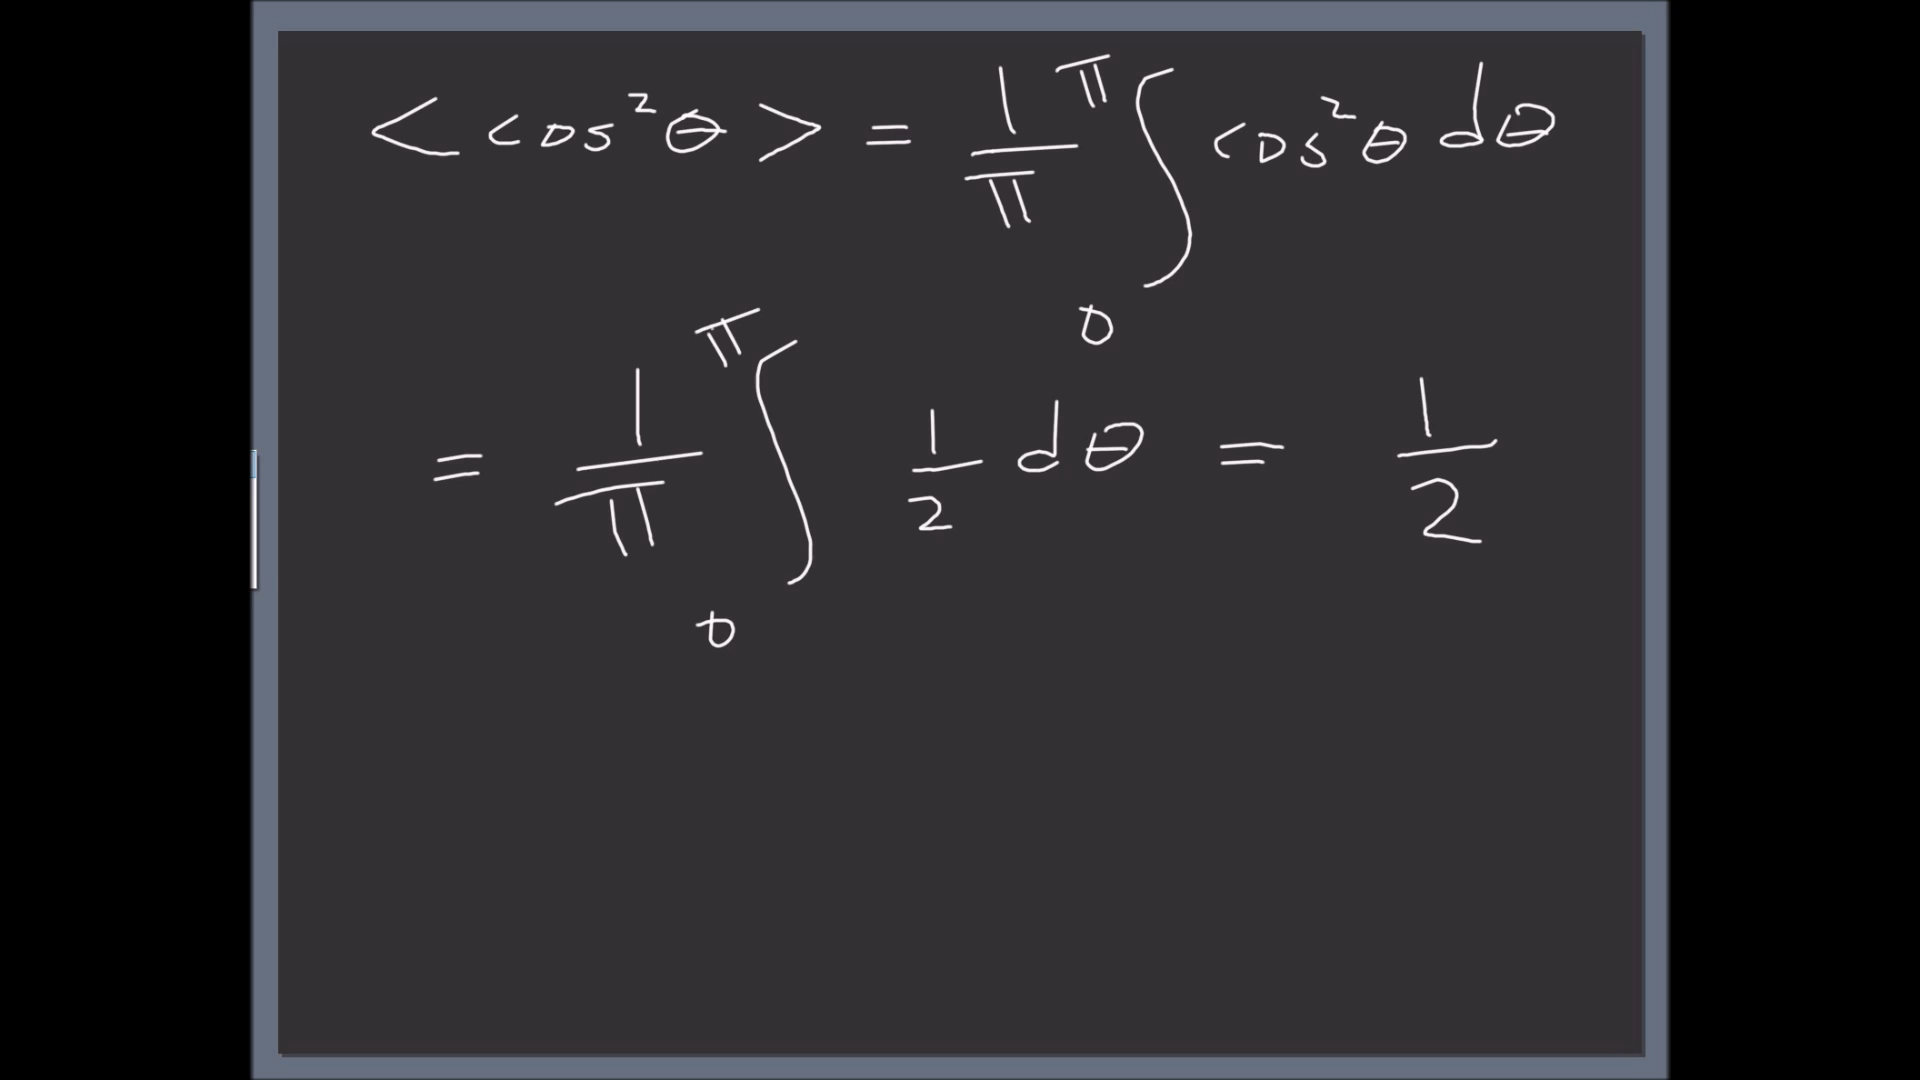 <cos²θ> = 1/π ∫₀^π cos²θ dθ
= 1/π ∫₀^π 1/2 dθ = 1/2